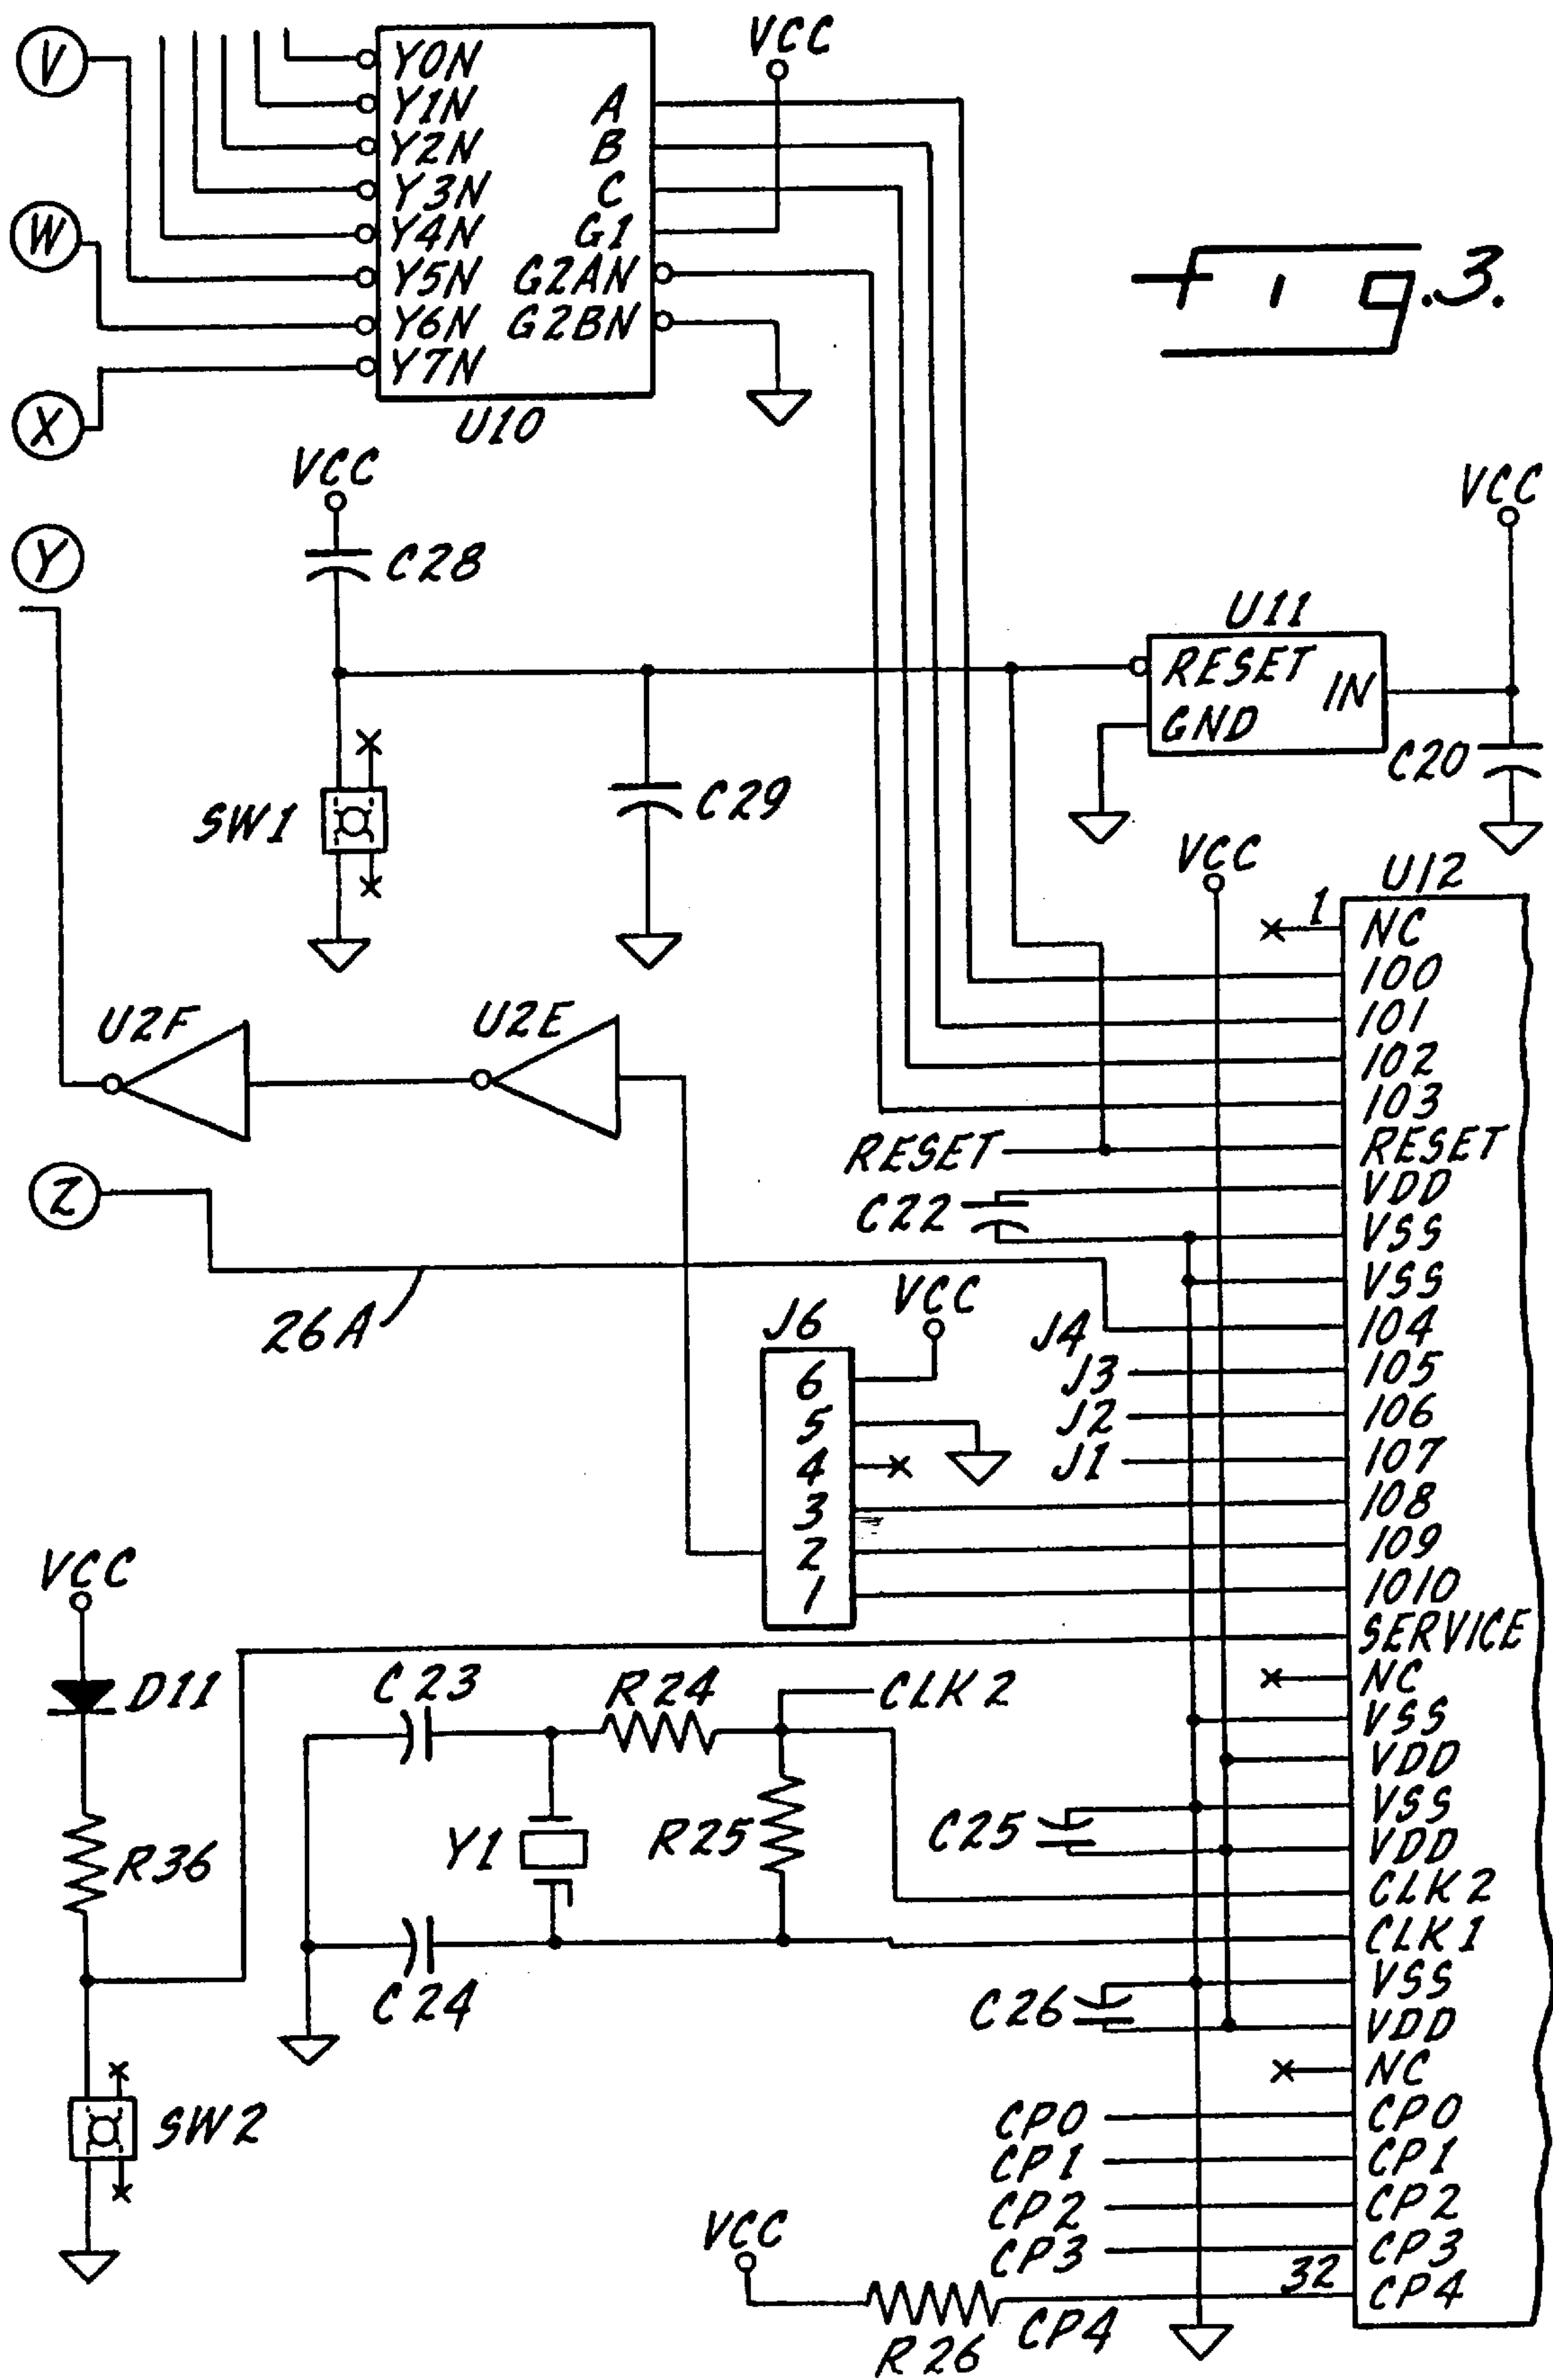 V
Y0N
VCC
Y1N
A
Y2N
B
Y3N
C
W
Y4N
G1
Y5N
G2AN
Y6N
G2BN
Y7N
X
U10
Fig.3.
VCC
VCC
Y
C28
U11
RESET
IN
GND
C20
SW1
C29
VCC
U12
1
NC
IO0
U2F
U2E
IO1
IO2
IO3
RESET
RESET
Z
VDD
C22
VSS
VSS
26A
VCC
J6
J4
IO4
6
J3
IO5
5
J2
IO6
4
J1
IO7
3
IO8
2
IO9
1
IO10
VCC
SERVICE
D11
C23
R24
CLK2
NC
VSS
VDD
R36
Y1
R25
C25
VSS
VDD
CLK2
CLK1
C24
C26
VSS
VDD
NC
SW2
CP0
CP0
CP1
CP1
CP2
CP2
VCC
CP3
CP3
32
CP4
R26
CP4